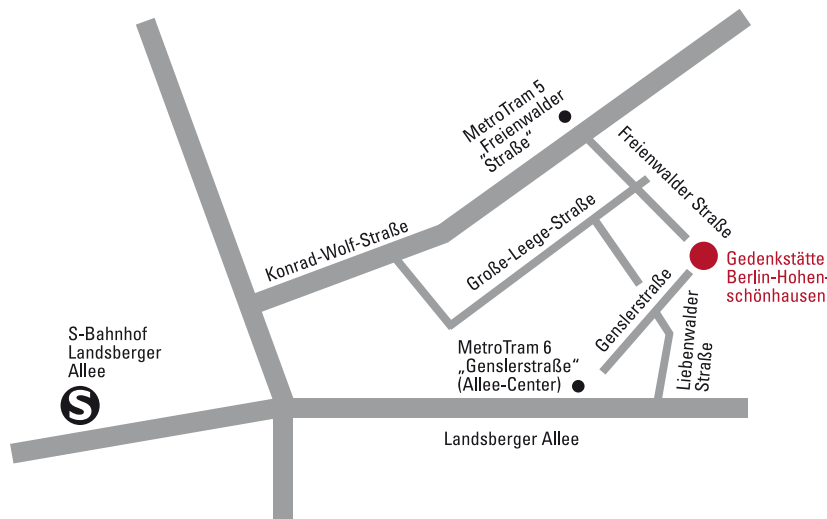 MetroTram 5
„Freienwalder
Straße“
Freienwalder Straße
Konrad-Wolf-Straße
Große-Leege-Straße
Gedenkstätte
Berlin-Hohen-
schönhausen
Genslerstraße
S-Bahnhof
Landsberger
Allee
S
MetroTram 6
„Genslerstraße“
(Allee-Center)
Liebenwalder
Straße
Landsberger Allee